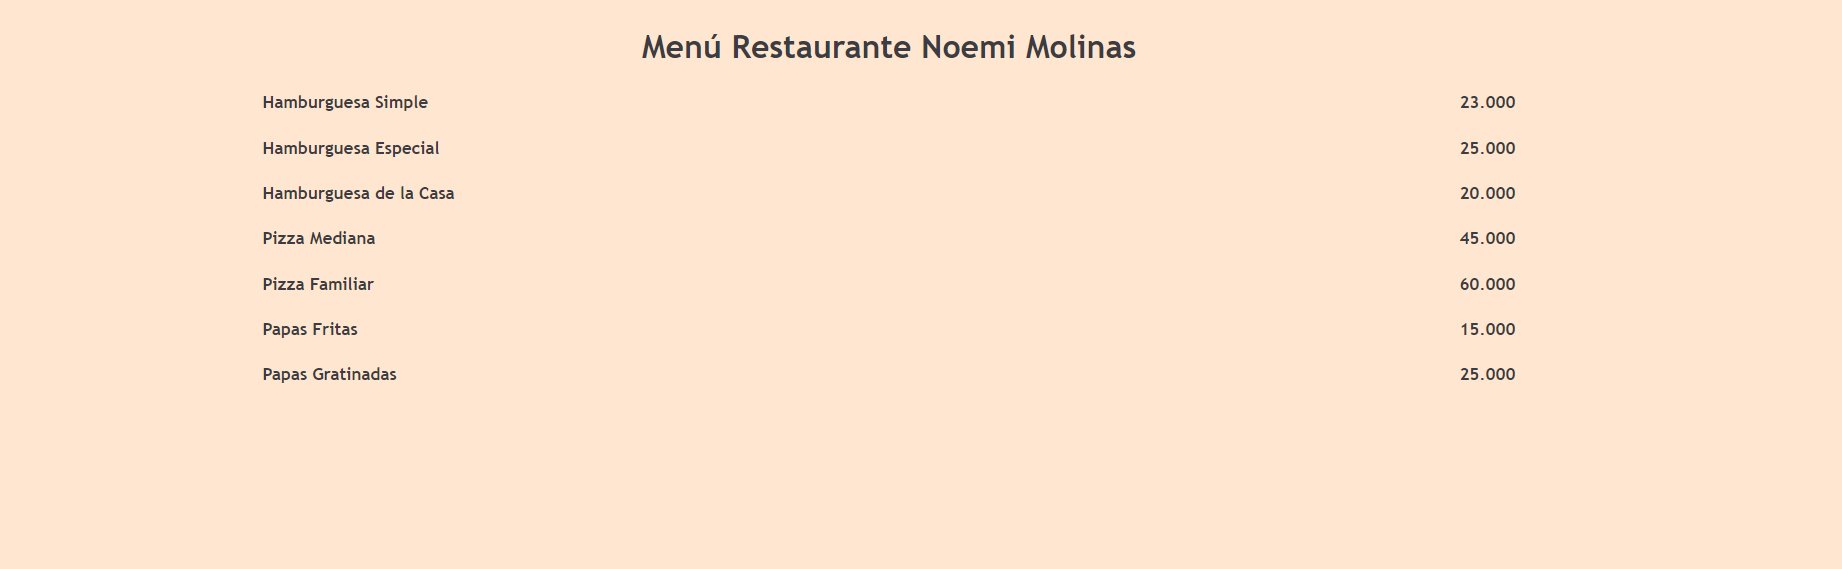 Menú Restaurante Noemi Molinas
Hamburguesa Simple 23.000
Hamburguesa Especial 25.000
Hamburguesa de la Casa 20.000
Pizza Mediana 45.000
Pizza Familiar 60.000
Papas Fritas 15.000
Papas Gratinadas 25.000